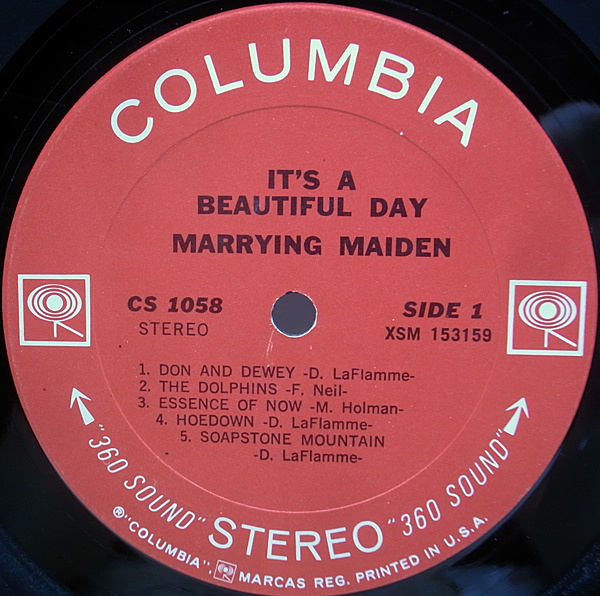 COLUMBIA
IT'S A
BEAUTIFUL DAY
MARRYING MAIDEN
CS 1058
STEREO
SIDE 1
XSM 153159
1. DON AND DEWEY -D. LaFlamme-
2. THE DOLPHINS -F. Neil-
3. ESSENCE OF NOW -M. Holman-
4. HOEDOWN -D. LaFlamme-
5. SOAPSTONE MOUNTAIN
-D. LaFlamme-
"360 SOUND" STEREO "360 SOUND"
®"COLUMBIA", MARCAS REG. PRINTED IN U.S.A.